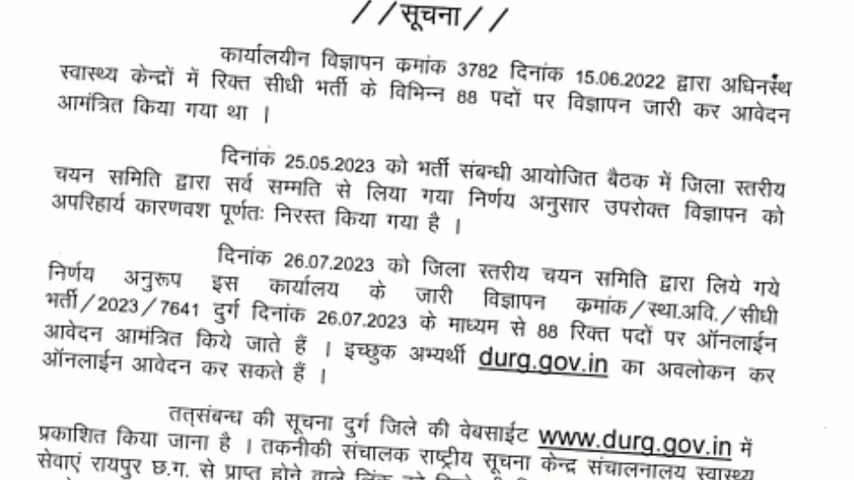 //सूचना//
कार्यालयीन विज्ञापन कमांक 3782 दिनांक 15.06.2022 द्वारा अधिनस्थ
स्वास्थ्य केन्द्रों में रिक्त सीधी भर्ती के विभिन्न 88 पदों पर विज्ञापन जारी कर आवेदन
आमंत्रित किया गया था ।
दिनांक 25.05.2023 को भर्ती संबन्धी आयोजित बैठक में जिला स्तरीय
चयन समिति द्वारा सर्व सम्मति से लिया गया निर्णय अनुसार उपरोक्त विज्ञापन को
अपरिहार्य कारणवश पूर्णतः निरस्त किया गया है ।
दिनांक 26.07.2023 को जिला स्तरीय चयन समिति द्वारा लिये गये
निर्णय अनुरूप इस कार्यालय के जारी विज्ञापन कमांक/स्था.अवि./सीधी
भर्ती/2023/7641 दुर्ग दिनांक 26.07.2023 के माध्यम से 88 रिक्त पदों पर ऑनलाईन
आवेदन आमंत्रित किये जाते हैं । इच्छुक अभ्यर्थी durg.gov.in का अवलोकन कर
ऑनलाईन आवेदन कर सकते हैं ।
तत्संबन्ध की सूचना दुर्ग जिले की वेबसाईट www.durg.gov.in में
प्रकाशित किया जाना है । तकनीकी संचालक राष्ट्रीय सूचना केन्द्र संचालनालय स्वास्थ्य
सेवाएं रायपुर छ.ग. से प्राप्त होने वाले लिंक